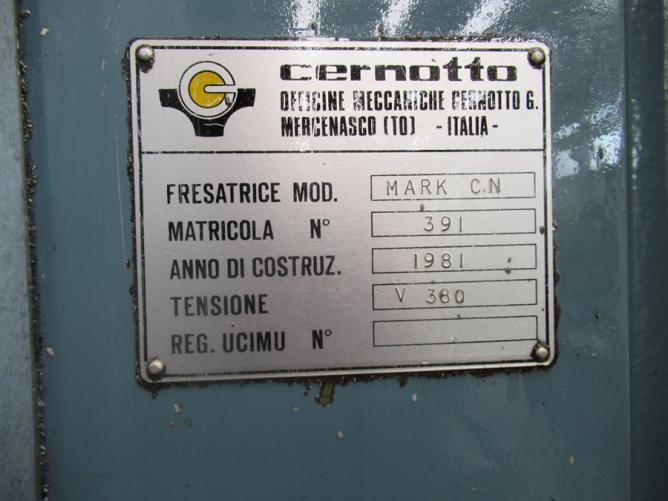 cernotto
OFFICINE MECCANICHE CERNOTTO G.
MERCENASCO (TO) - ITALIA -
FRESATRICE MOD. MARK C.N
MATRICOLA N° 391
ANNO DI COSTRUZ. 1981
TENSIONE V 380
REG. UCIMU N°